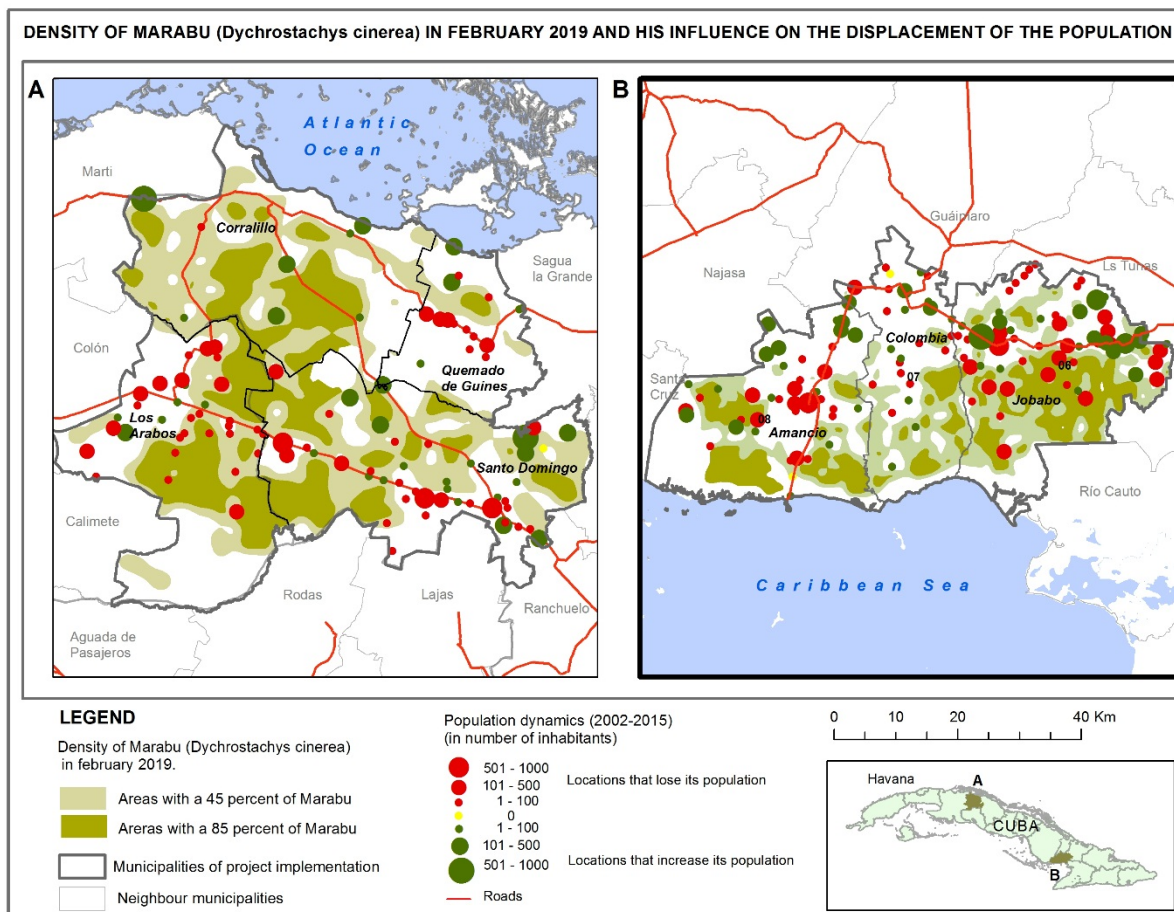 DENSITY OF MARABU (Dychrostachys cinerea) IN FEBRUARY 2019 AND HIS INFLUENCE ON THE DISPLACEMENT OF THE POPULATION
A
Atlantic
Ocean
Marti
Corralillo
Sagua
la Grande
Colón
Quemado
de Guines
Los
Arabos
Santo Domingo
Calimete
Rodas
Lajas
Ranchuelo
Aguada de
Pasajeros
B
Guáimaro
Najasa
Ls Tunas
Colombia
Santa
Cruz
07
06
08
Jobabo
Amancio
Río Cauto
Caribbean Sea
LEGEND
Density of Marabu (Dychrostachys cinerea)
in february 2019.
Areas with a 45 percent of Marabu
Areras with a 85 percent of Marabu
Municipalities of project implementation
Neighbour municipalities
Population dynamics (2002-2015)
(in number of inhabitants)
501 - 1000
101 - 500
1 - 100
0
1 - 100
101 - 500
501 - 1000
Locations that lose its population
Locations that increase its population
Roads
0 10 20 40 Km
Havana
A
CUBA
B